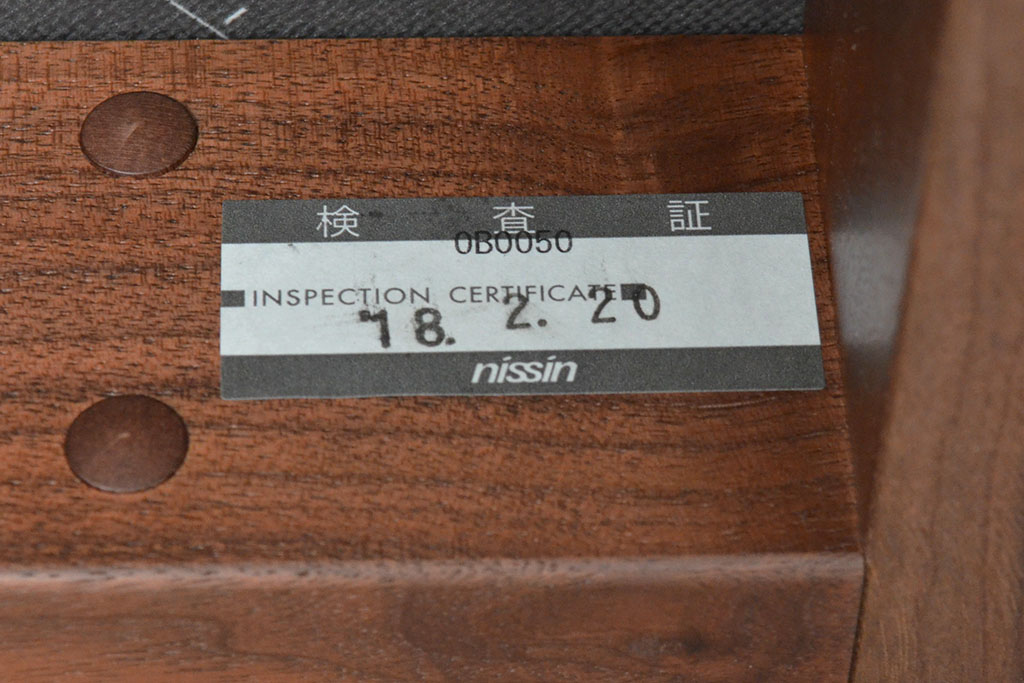 検 査 証
0B0050
INSPECTION CERTIFICATE
'18. 2. 20
nissin